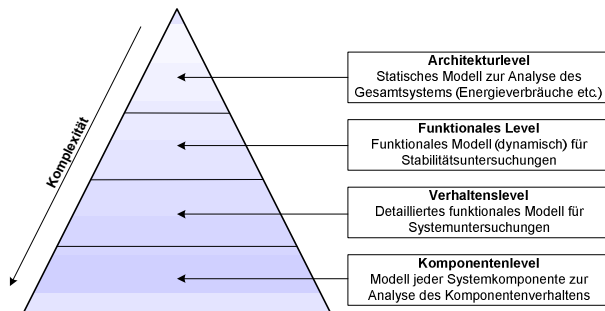 Komplexität
Architekturlevel
Statisches Modell zur Analyse des
Gesamtsystems (Energieverbräuche etc.)
Funktionales Level
Funktionales Modell (dynamisch) für
Stabilitätsuntersuchungen
Verhaltenslevel
Detailliertes funktionales Modell für
Systemuntersuchungen
Komponentenlevel
Modell jeder Systemkomponte zur
Analyse des Komponentenverhaltens